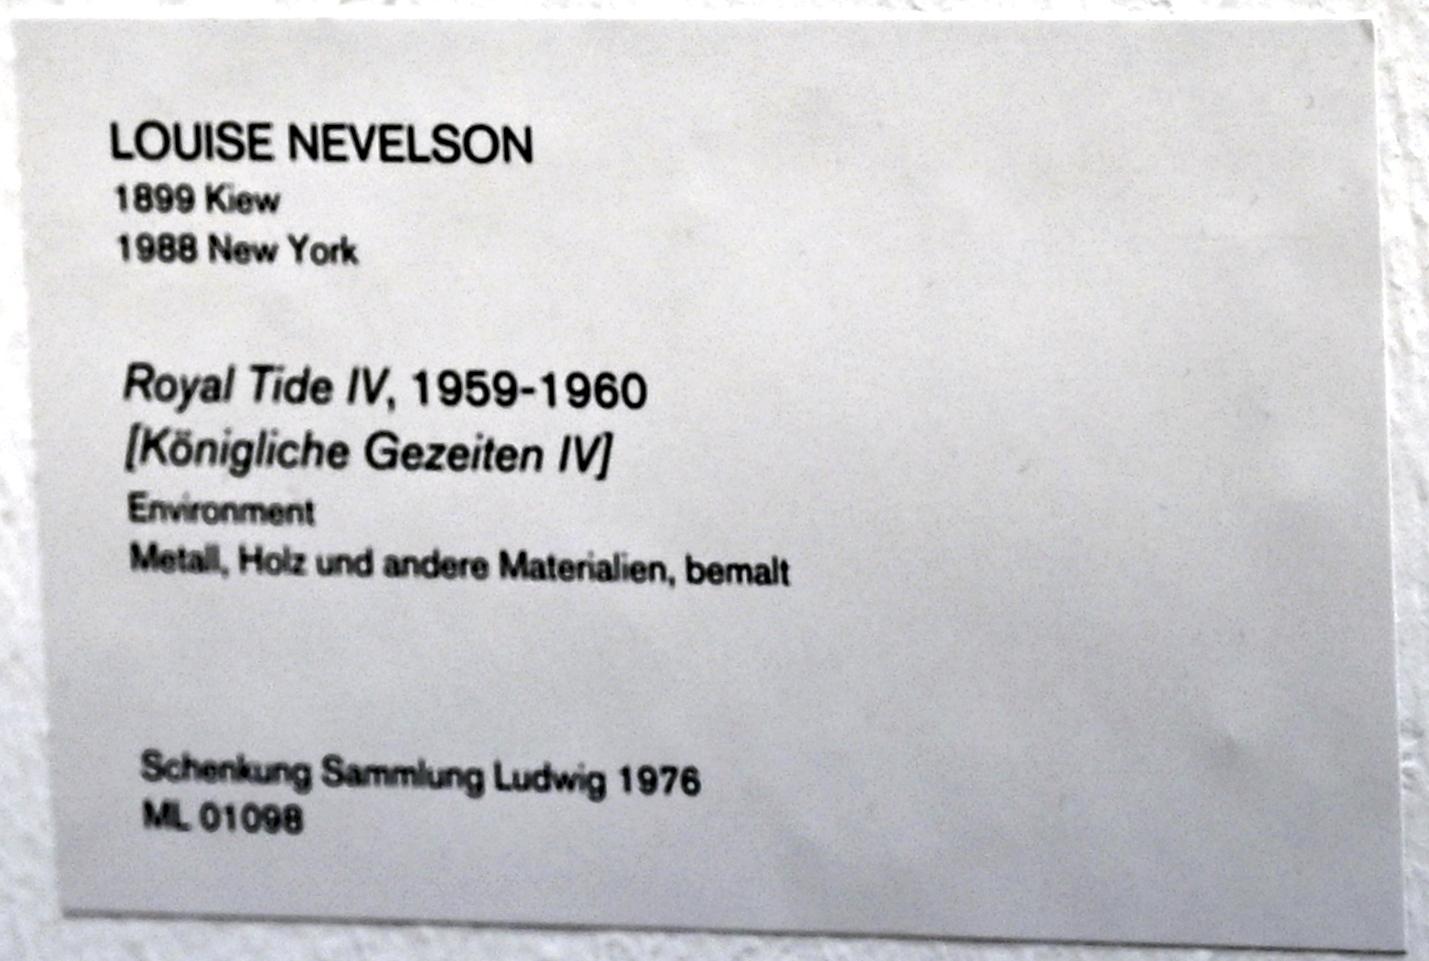 LOUISE NEVELSON
1899 Kiew
1988 New York
Royal Tide IV, 1959-1960
[Königliche Gezeiten IV]
Environment
Metall, Holz und andere Materialien, bemalt
Schenkung Sammlung Ludwig 1976
ML 01098